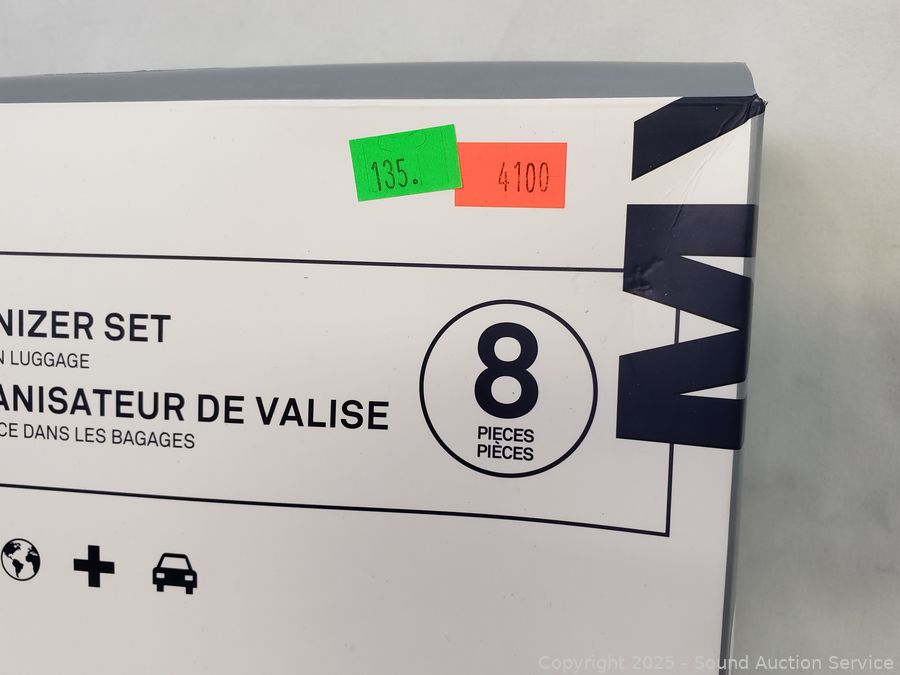 135.
4100
NIZER SET
N LUGGAGE
ANISATEUR DE VALISE
CE DANS LES BAGAGES
8
PIECES
PIÈCES
Copyright 2025 - Sound Auction Service